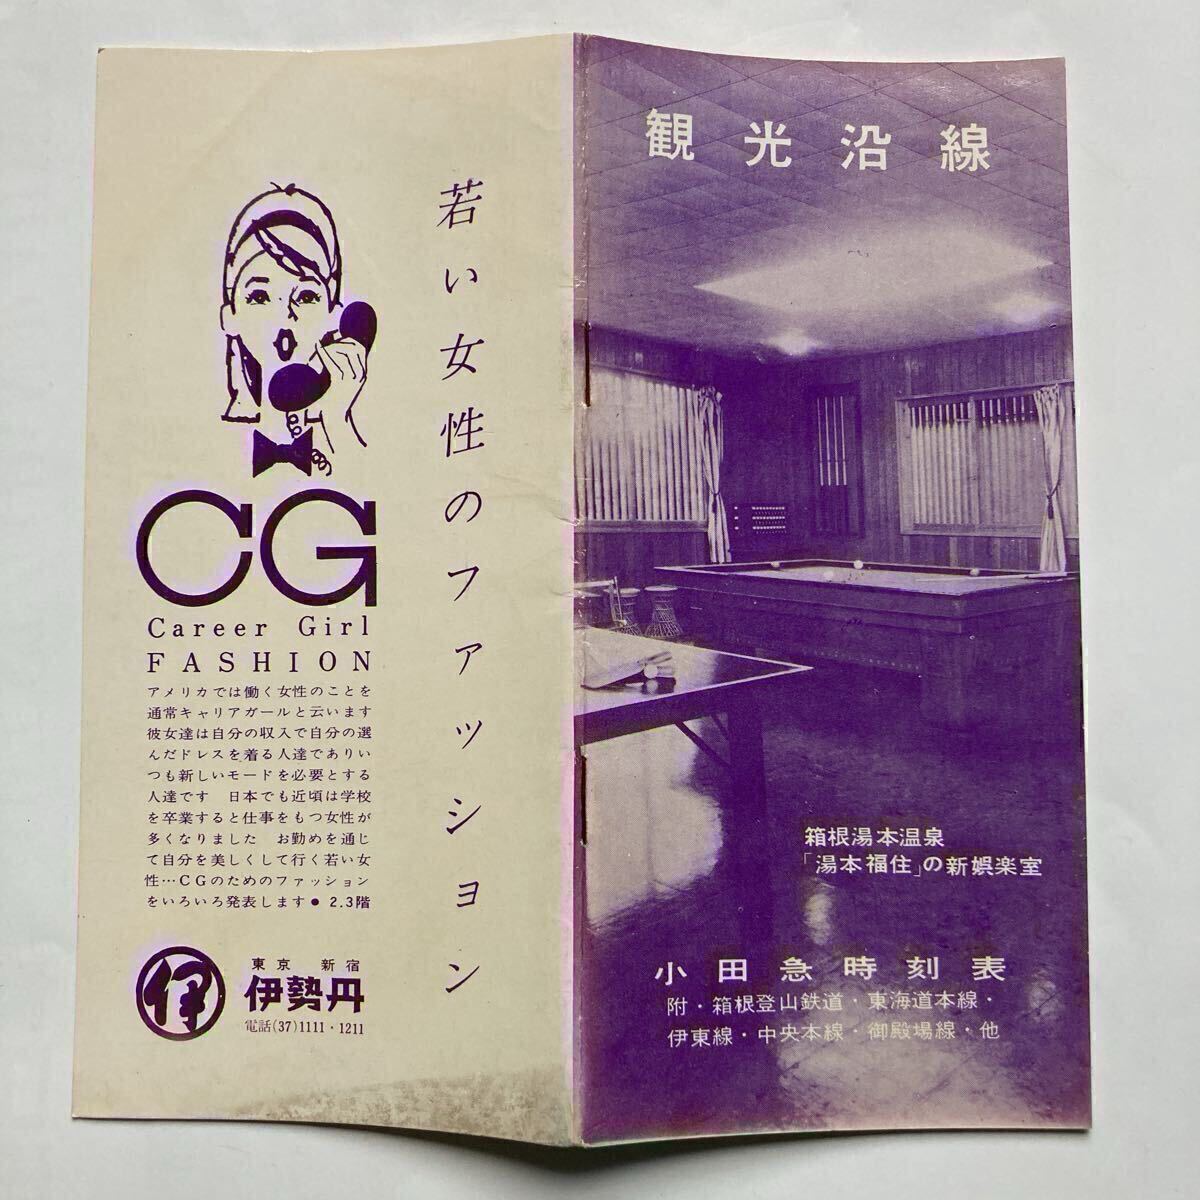 観光沿線
箱根湯本温泉
「湯本福住」の新娯楽室
小田急時刻表
附・箱根登山鉄道・東海道本線・
伊東線・中央本線・御殿場線・他
若い女性のファッション
CG
Career Girl
FASHION
アメリカでは働く女性のことを
通常キャリアガールと云います
彼女達は自分の収入で自分の選
んだドレスを着る人達でありい
つも新しいモードを必要とする
人達です　日本でも近頃は学校
を卒業すると仕事をもつ女性が
多くなりました　お勤めを通じ
て自分を美しくして行く若い女
性…CGのためのファッション
をいろいろ発表します● 2.3階
伊
東京　新宿
伊勢丹
電話(37)1111・1211